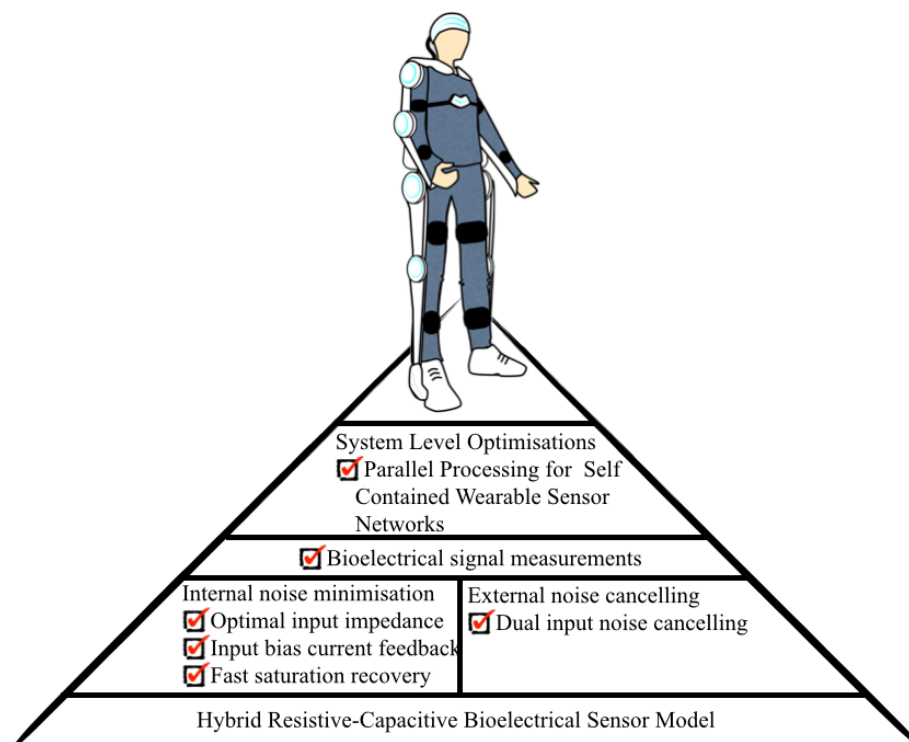 System Level Optimisations
Parallel Processing for Self
Contained Wearable Sensor
Networks
Bioelectrical signal measurements
Internal noise minimisation
Optimal input impedance
Input bias current feedback
Fast saturation recovery
External noise cancelling
Dual input noise cancelling
Hybrid Resistive-Capacitive Bioelectrical Sensor Model